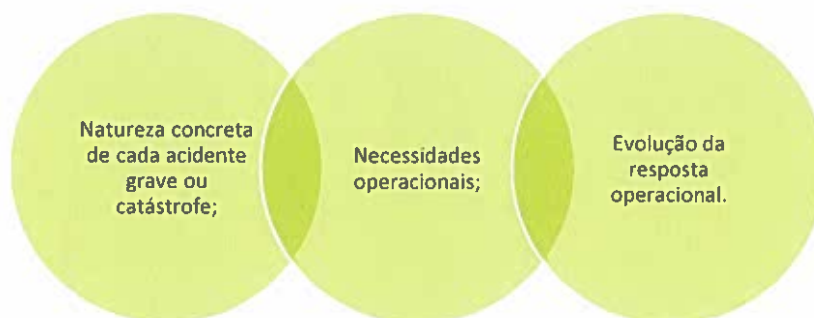 Natureza concreta
de cada acidente
grave ou
catástrofe;
Necessidades
operacionais;
Evolução da
resposta
operacional.